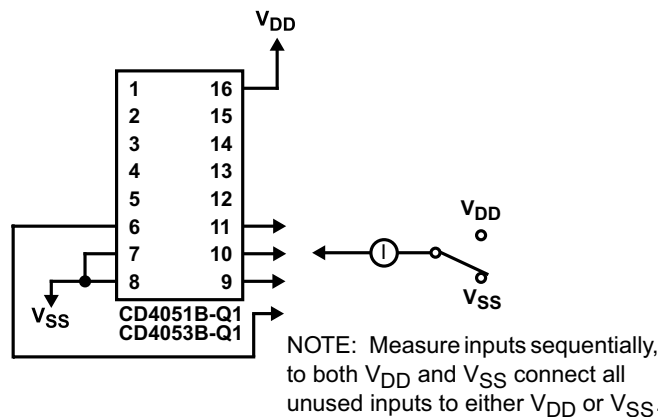 VDD
1 16
2 15
3 14
4 13
5 12
6 11
7 10
8 9
VSS
CD4051B-Q1
CD4053B-Q1
I
VDD
VSS
NOTE: Measure inputs sequentially,
to both VDD and VSS connect all
unused inputs to either VDD or VSS.